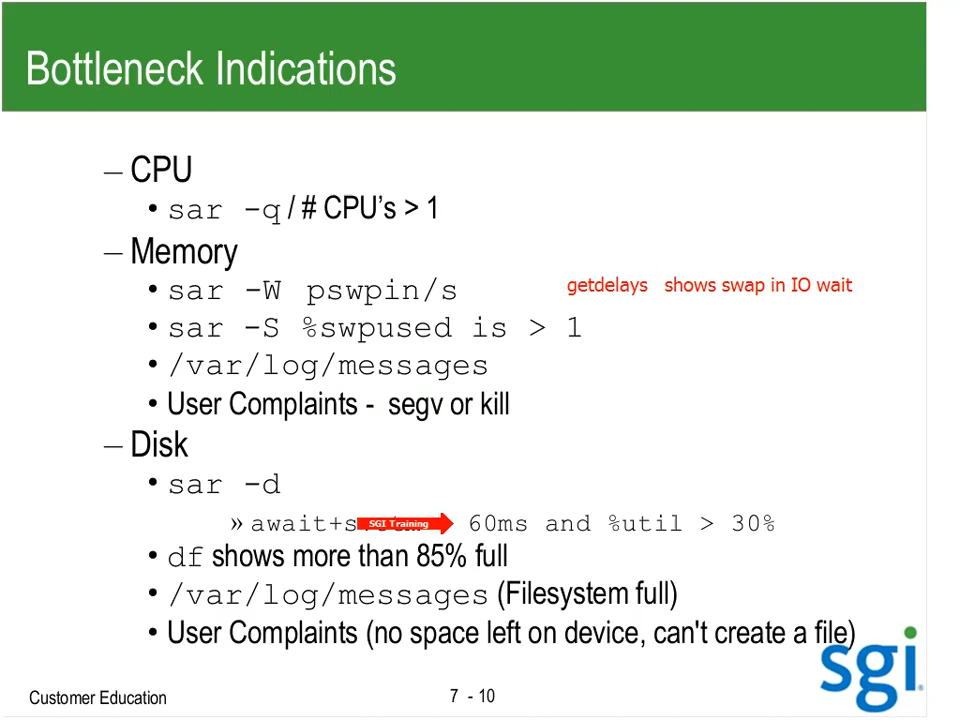 Bottleneck Indications
– CPU
• sar -q / # CPU’s > 1
– Memory
• sar -W pswpin/s
getdelays shows swap in IO wait
• sar -S %swpused is > 1
• /var/log/messages
• User Complaints - segv or kill
– Disk
• sar -d
» await+s 60ms and %util > 30%
SGI Training
• df shows more than 85% full
• /var/log/messages (Filesystem full)
• User Complaints (no space left on device, can't create a file)
sgi
Customer Education
7 - 10